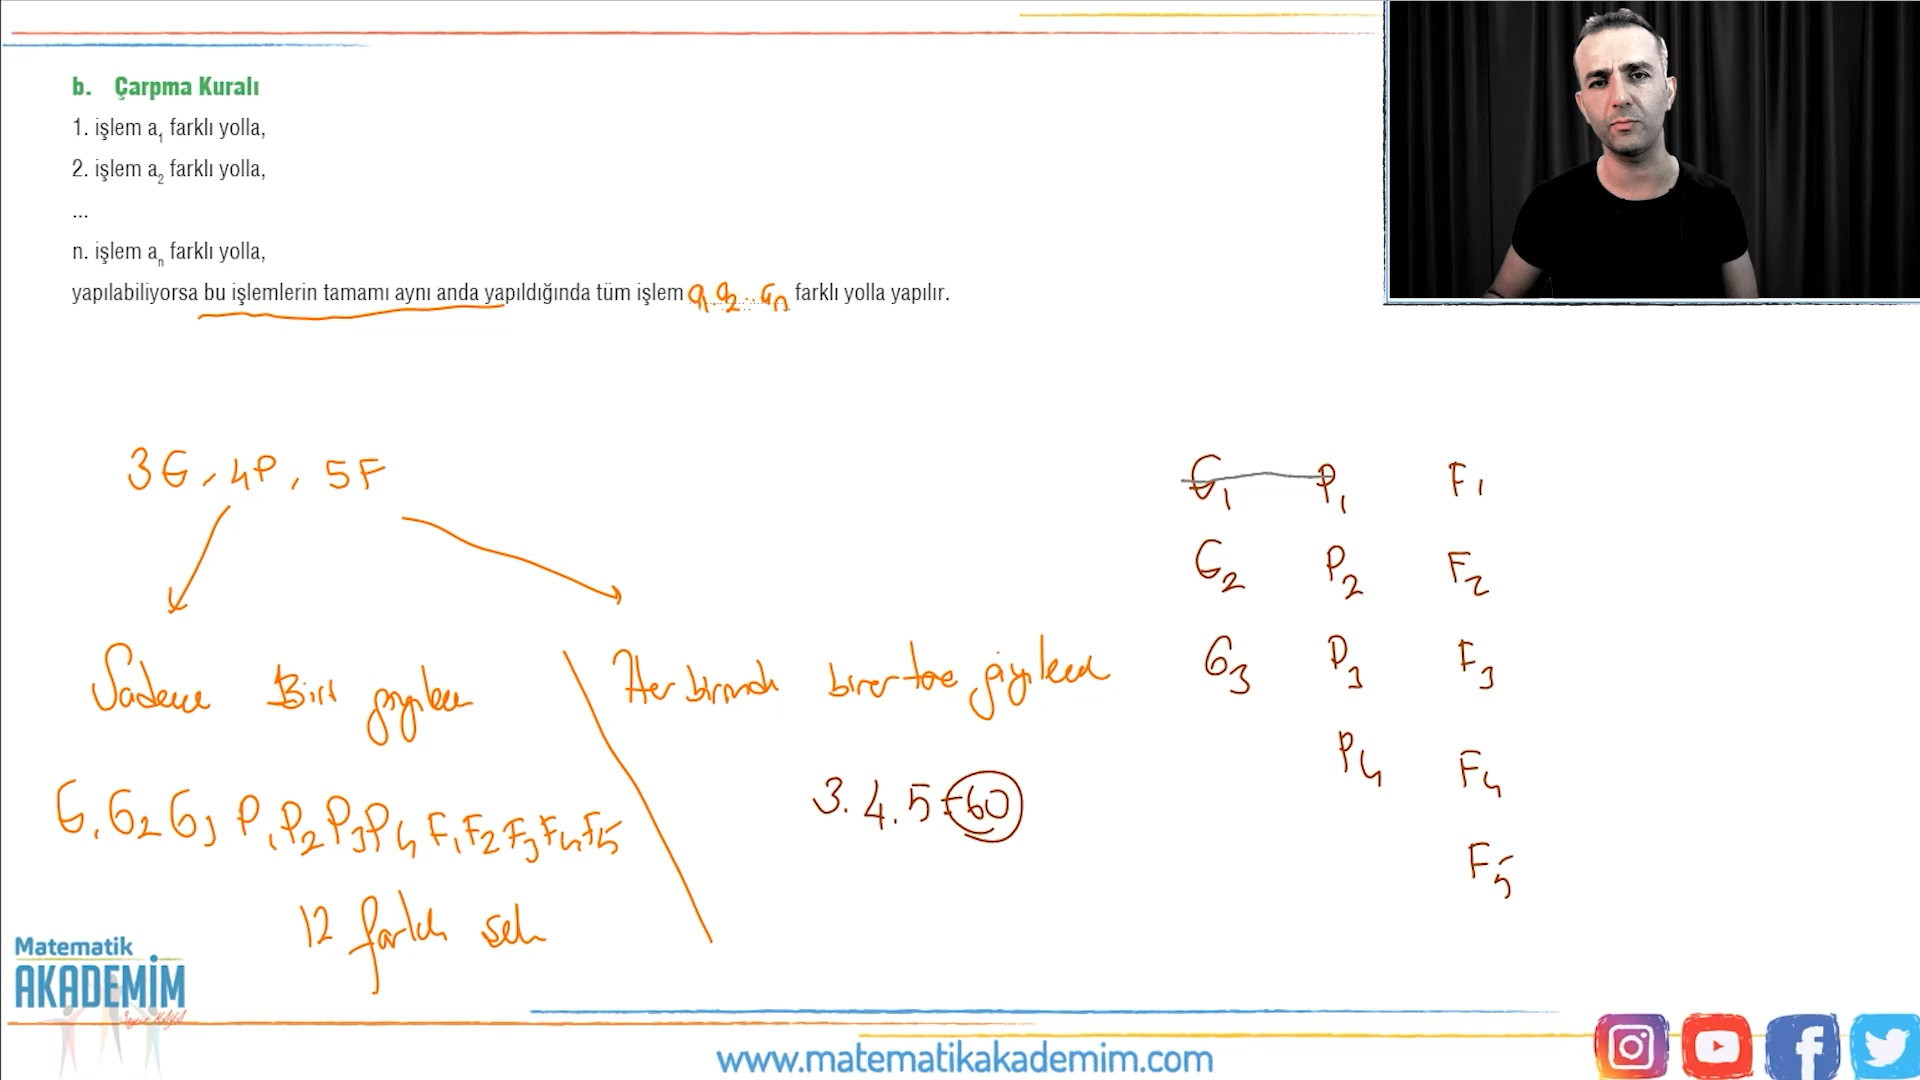 b. Çarpma Kuralı
1. işlem a1 farklı yolla,
2. işlem a2 farklı yolla,
...
n. işlem an farklı yolla,
yapılabiliyorsa bu işlemlerin tamamı aynı anda yapıldığında tüm işlem a1.a2...an farklı yolla yapılır.
3G, 4P, 5F
Sadece Biri
Her birinden birer tane
G1 G2 G3 P1 P2 P3 P4 F1 F2 F3 F4 F5
3.4.5=60
12 farklı
G1 P1 F1
G2 P2 F2
G3 P3 F3
P4 F4
F5
Matematik
AKADEMİM
www.matematikakademim.com